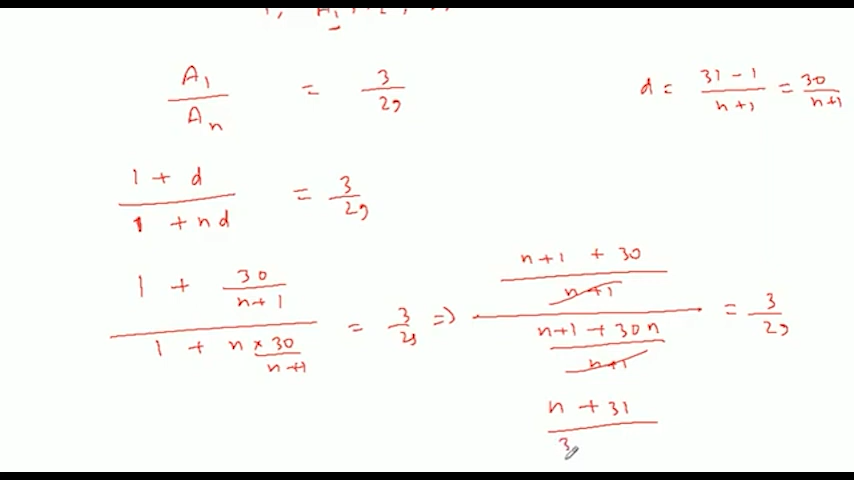 A₁/Aₙ = 3/29
d = (31 - 1)/(n+1) = 30/(n+1)
(1 + d)/(1 + nd) = 3/29
(1 + 30/(n+1))/(1 + n × 30/(n+1)) = 3/29 ⇒ ((n+1 + 30)/(n+1))/((n+1 + 30n)/(n+1)) = 3/29
(n + 31)/3